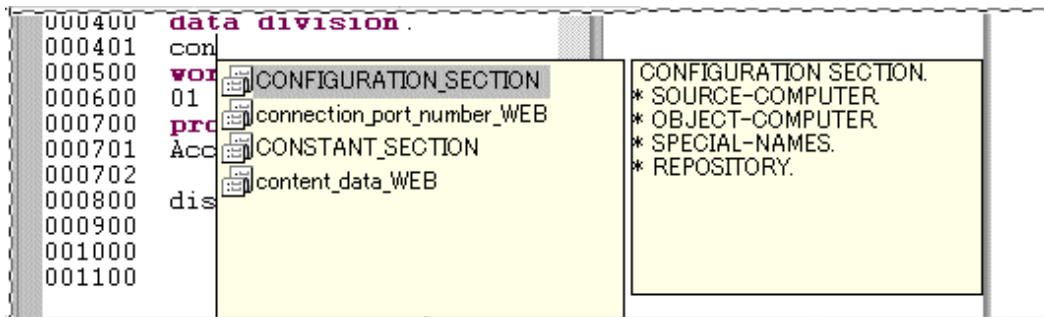 000400 data division.
000401 con
000500 wor
000600 01
000700 pro
000701 Acc
000702
000800 dis
000900
001000
001100
CONFIGURATION_SECTION
connection_port_number_WEB
CONSTANT_SECTION
content_data_WEB
CONFIGURATION SECTION.
* SOURCE-COMPUTER.
* OBJECT-COMPUTER.
* SPECIAL-NAMES.
* REPOSITORY.